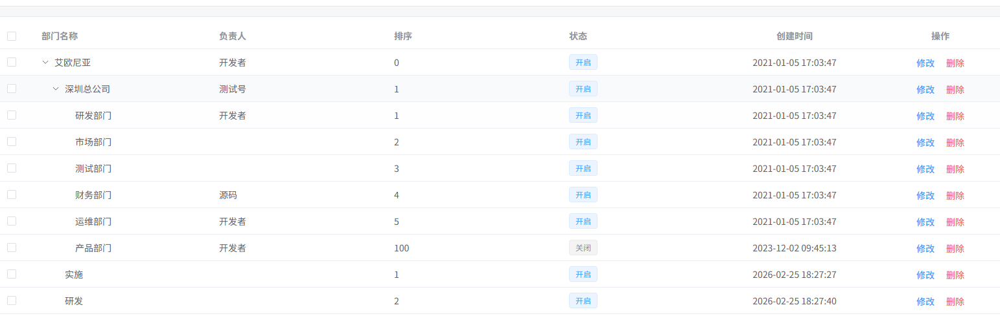 部门名称 负责人 排序 状态 创建时间 操作
艾欧尼亚 开发者 0 开启 2021-01-05 17:03:47 修改 删除
深圳总公司 测试号 1 开启 2021-01-05 17:03:47 修改 删除
研发部门 开发者 1 开启 2021-01-05 17:03:47 修改 删除
市场部门 2 开启 2021-01-05 17:03:47 修改 删除
测试部门 3 开启 2021-01-05 17:03:47 修改 删除
财务部门 源码 4 开启 2021-01-05 17:03:47 修改 删除
运维部门 开发者 5 开启 2021-01-05 17:03:47 修改 删除
产品部门 开发者 100 关闭 2023-12-02 09:45:13 修改 删除
实施 1 开启 2026-02-25 18:27:27 修改 删除
研发 2 开启 2026-02-25 18:27:40 修改 删除